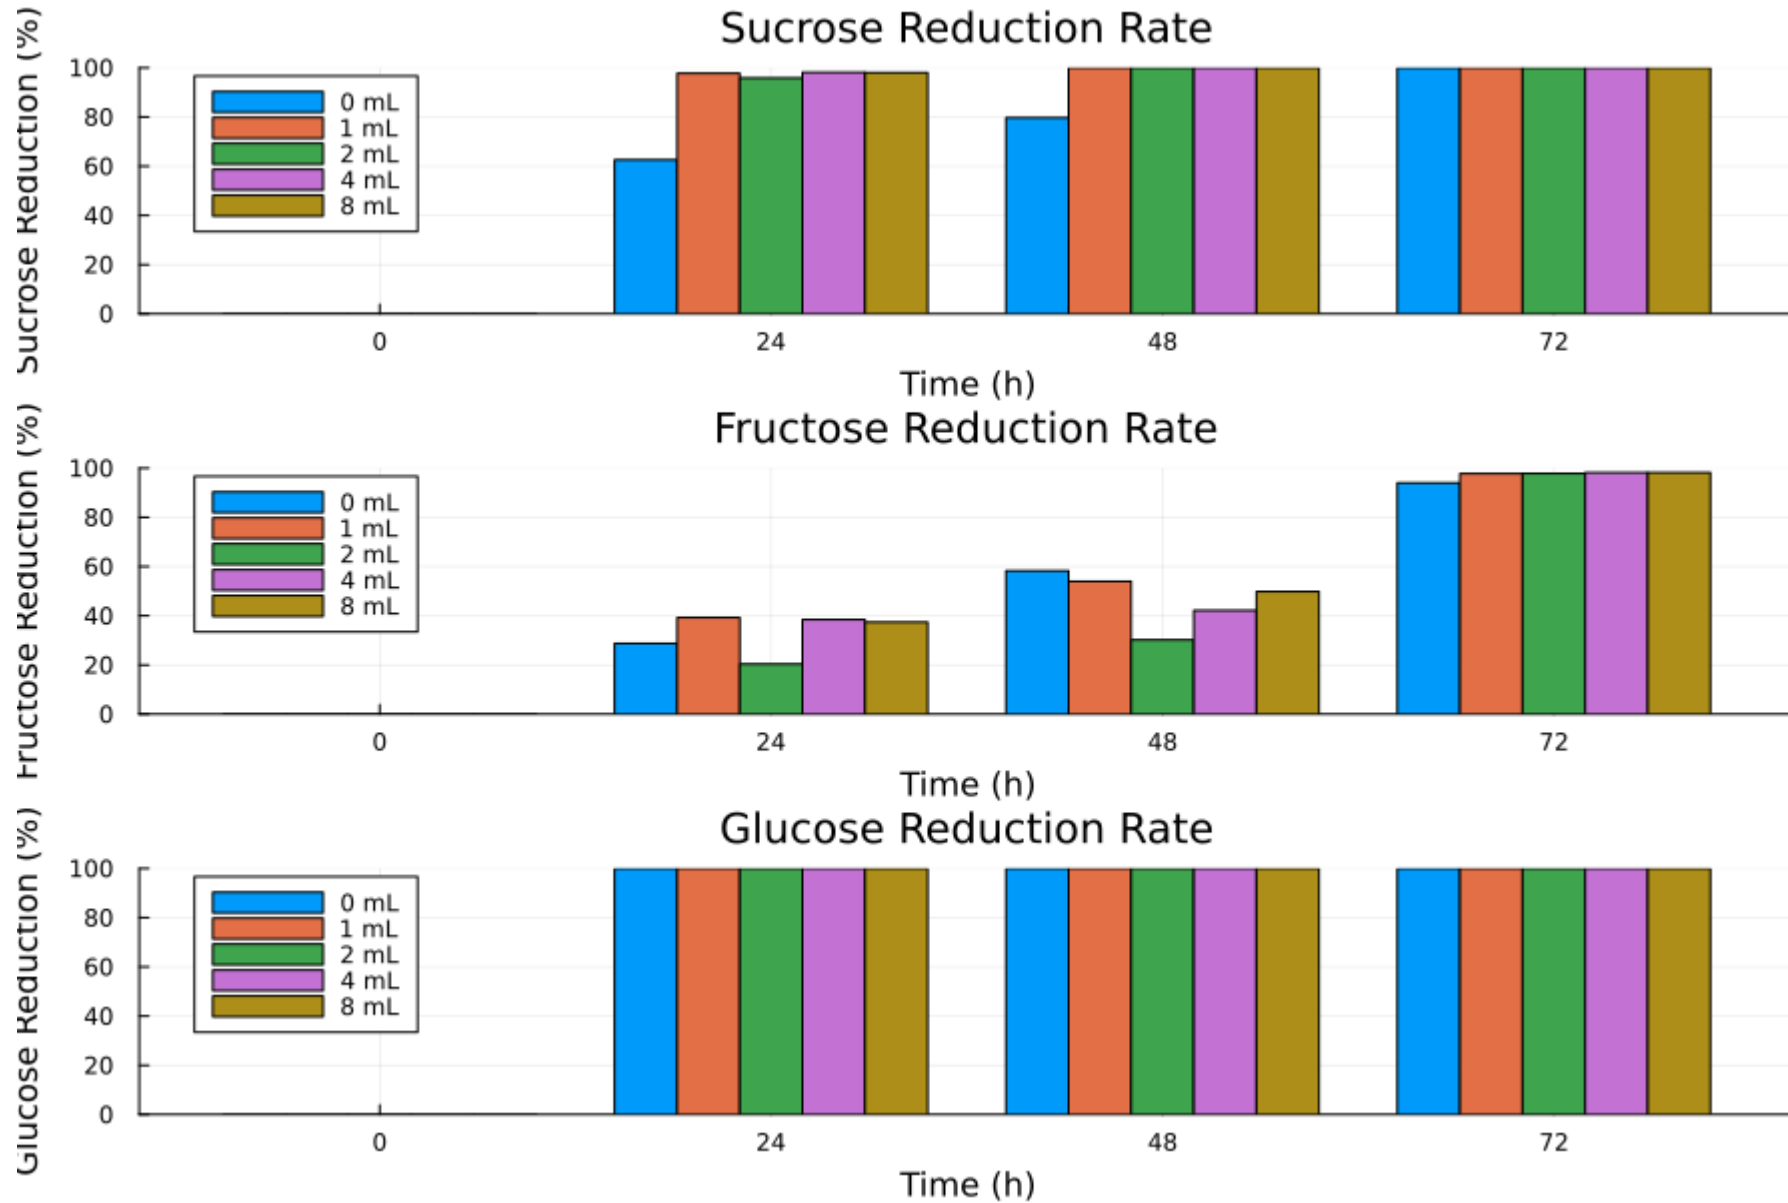 Sucrose Reduction Rate
Sucrose Reduction (%)
100
80
60
40
20
0
0 mL
1 mL
2 mL
4 mL
8 mL
0 24 48 72
Time (h)
Fructose Reduction Rate
Fructose Reduction (%)
100
80
60
40
20
0
0 mL
1 mL
2 mL
4 mL
8 mL
0 24 48 72
Time (h)
Glucose Reduction Rate
Glucose Reduction (%)
100
80
60
40
20
0
0 mL
1 mL
2 mL
4 mL
8 mL
0 24 48 72
Time (h)